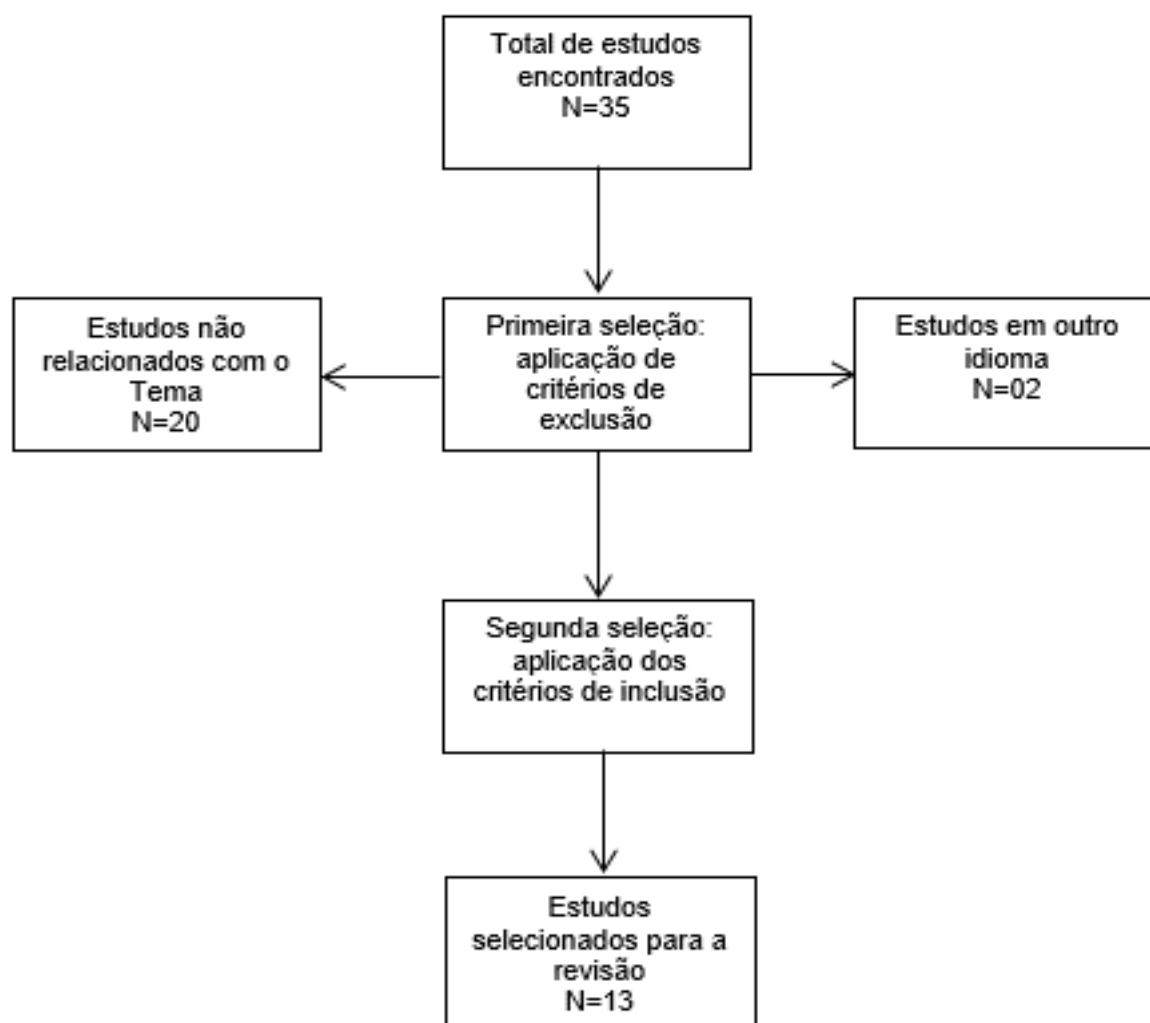 Total de estudos
encontrados
N=35
Estudos não
relacionados com o
Tema
N=20
Primeira seleção:
aplicação de
critérios de
exclusão
Estudos em outro
idioma
N=02
Segunda seleção:
aplicação dos
critérios de inclusão
Estudos
selecionados para a
revisão
N=13